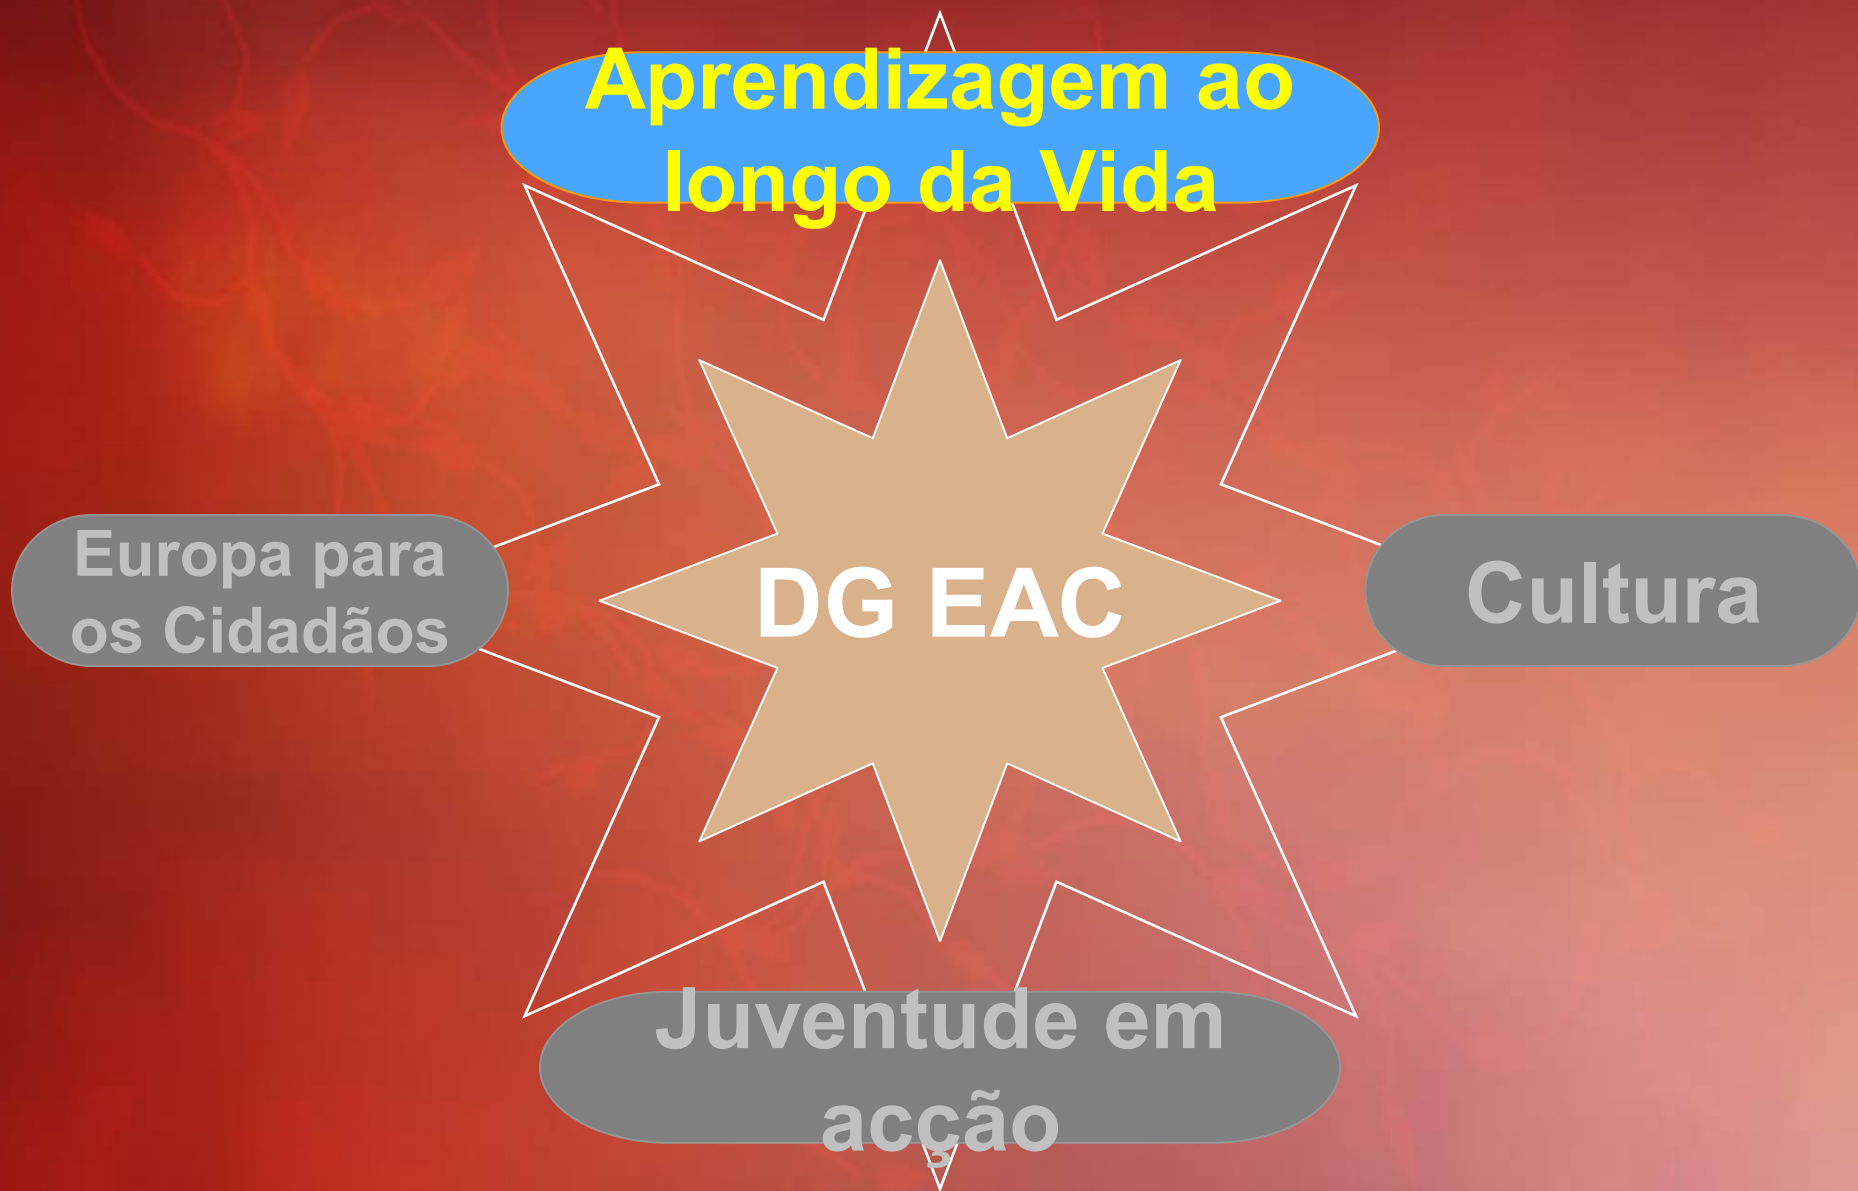 Aprendizagem ao
longo da Vida
Europa para
os Cidadãos
DG EAC
Cultura
Juventude em
acção